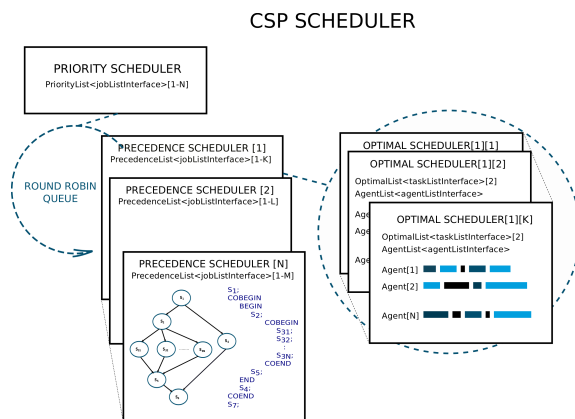 CSP SCHEDULER
PRIORITY SCHEDULER
PriorityList<jobListInterface>[1-N]
ROUND ROBIN
QUEUE
PRECEDENCE SCHEDULER [1]
PrecedenceList<jobListInterface>[1-K]
PRECEDENCE SCHEDULER [2]
PrecedenceList<jobListInterface>[1-L]
PRECEDENCE SCHEDULER [N]
PrecedenceList<jobListInterface>[1-M]
S1;
COBEGIN
BEGIN
S2;
COBEGIN
S31;
S32;
:
S3N;
COEND
S5;
END
S4;
COEND
S7;
OPTIMAL SCHEDULER[1][1]
OPTIMAL SCHEDULER[1][2]
OptimalList<taskListInterface>[2]
AgentList<agentListInterface>
Age
Age
Age
OPTIMAL SCHEDULER[1][K]
OptimalList<taskListInterface>[2]
AgentList<agentListInterface>
Agent[1]
Agent[2]
Agent[N]